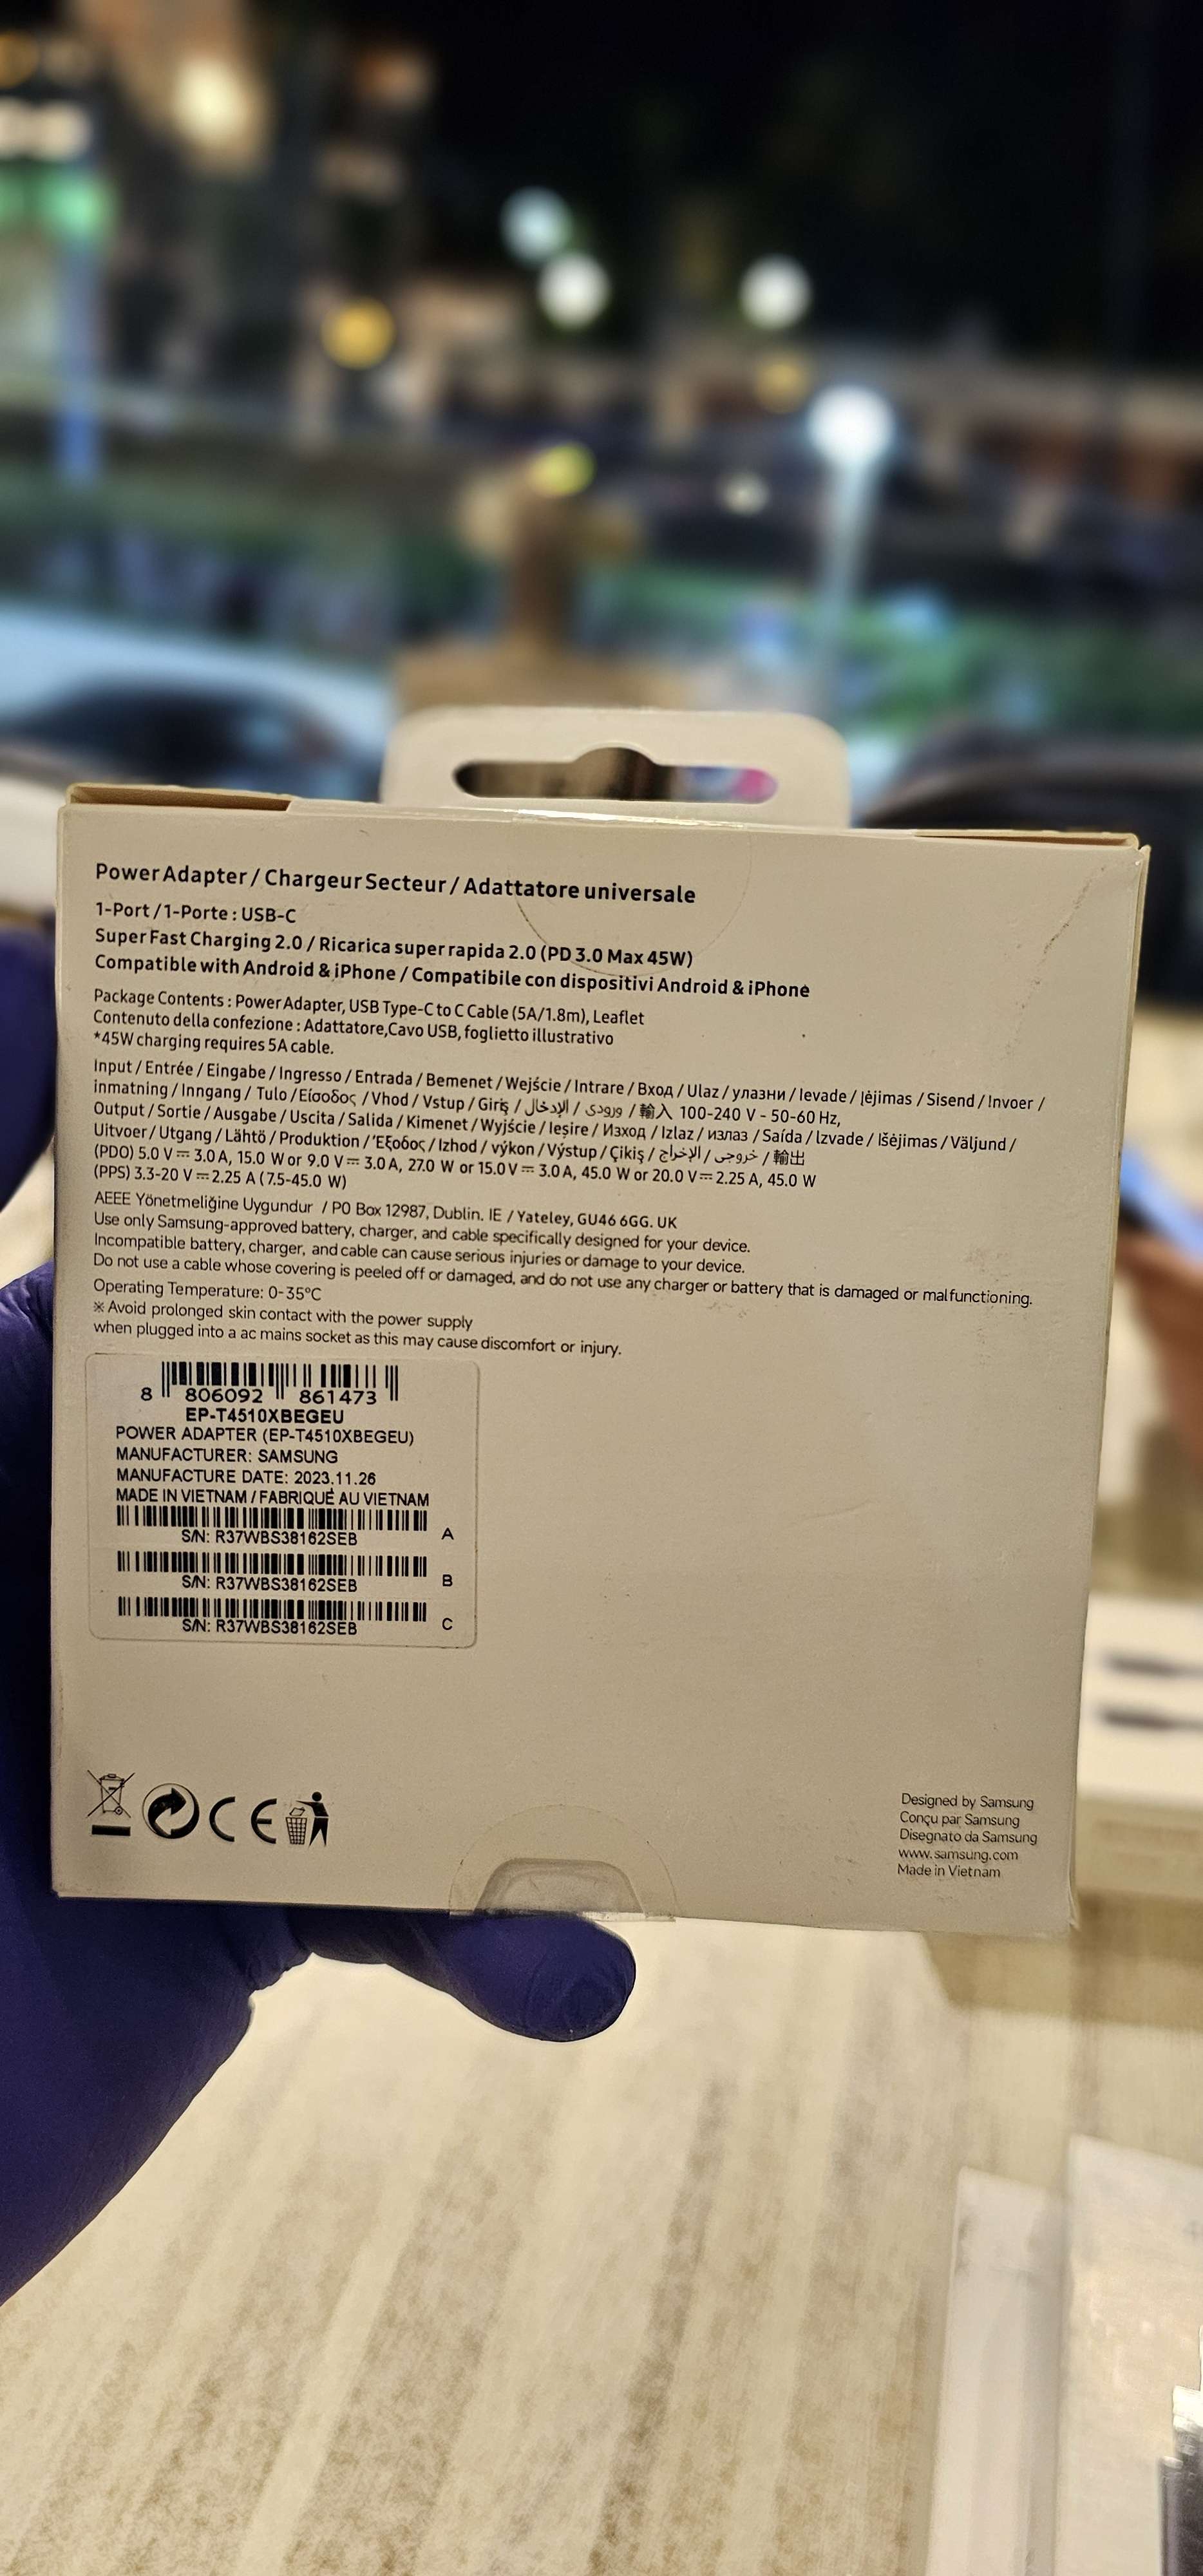 Power Adapter / Chargeur Secteur / Adattatore universale
1-Port / 1-Porte : USB-C
Super Fast Charging 2.0 / Ricarica super rapida 2.0 (PD 3.0 Max 45W)
Compatible with Android & iPhone / Compatibile con dispositivi Android & iPhone
Package Contents : Power Adapter, USB Type-C to C Cable (5A/1.8m), Leaflet
Contenuto della confezione : Adattatore,Cavo USB, foglietto illustrativo
*45W charging requires 5A cable.
Input / Entrée / Eingabe / Ingresso / Entrada / Bemenet / Wejście / Intrare / Вход / Ulaz / улазни / Ievade / Įėjimas / Sisend / Invoer /
inmatning / Inngang / Tulo / Είσοδος / Vhod / Vstup / Giriş / الإدخال / ورودی / 輸入 100-240 V - 50-60 Hz,
Output / Sortie / Ausgabe / Uscita / Salida / Kimenet / Wyjście / Ieșire / Изход / Izlaz / излаз / Saída / Izvade / Išėjimas / Väljund /
Uitvoer / Utgang / Lähtö / Produktion / Έξοδος / Izhod / výkon / Výstup / Çikiş / الإخراج / خروجی / 輸出
(PDO) 5.0 V⎓ 3.0 A, 15.0 W or 9.0 V⎓ 3.0 A, 27.0 W or 15.0 V⎓ 3.0 A, 45.0 W or 20.0 V⎓ 2.25 A, 45.0 W
(PPS) 3.3-20 V⎓2.25 A (7.5-45.0 W)
AEEE Yönetmeliğine Uygundur / PO Box 12987, Dublin. IE / Yateley, GU46 6GG. UK
Use only Samsung-approved battery, charger, and cable specifically designed for your device.
Incompatible battery, charger, and cable can cause serious injuries or damage to your device.
Do not use a cable whose covering is peeled off or damaged, and do not use any charger or battery that is damaged or malfunctioning.
Operating Temperature: 0-35°C
※ Avoid prolonged skin contact with the power supply
when plugged into a ac mains socket as this may cause discomfort or injury.
8 806092 861473
EP-T4510XBEGEU
POWER ADAPTER (EP-T4510XBEGEU)
MANUFACTURER: SAMSUNG
MANUFACTURE DATE: 2023.11.26
MADE IN VIETNAM / FABRIQUÉ AU VIETNAM
S/N: R37WBS38162SEB A
S/N: R37WBS38162SEB B
S/N: R37WBS38162SEB C
CE
Designed by Samsung
Conçu par Samsung
Disegnato da Samsung
www.samsung.com
Made in Vietnam